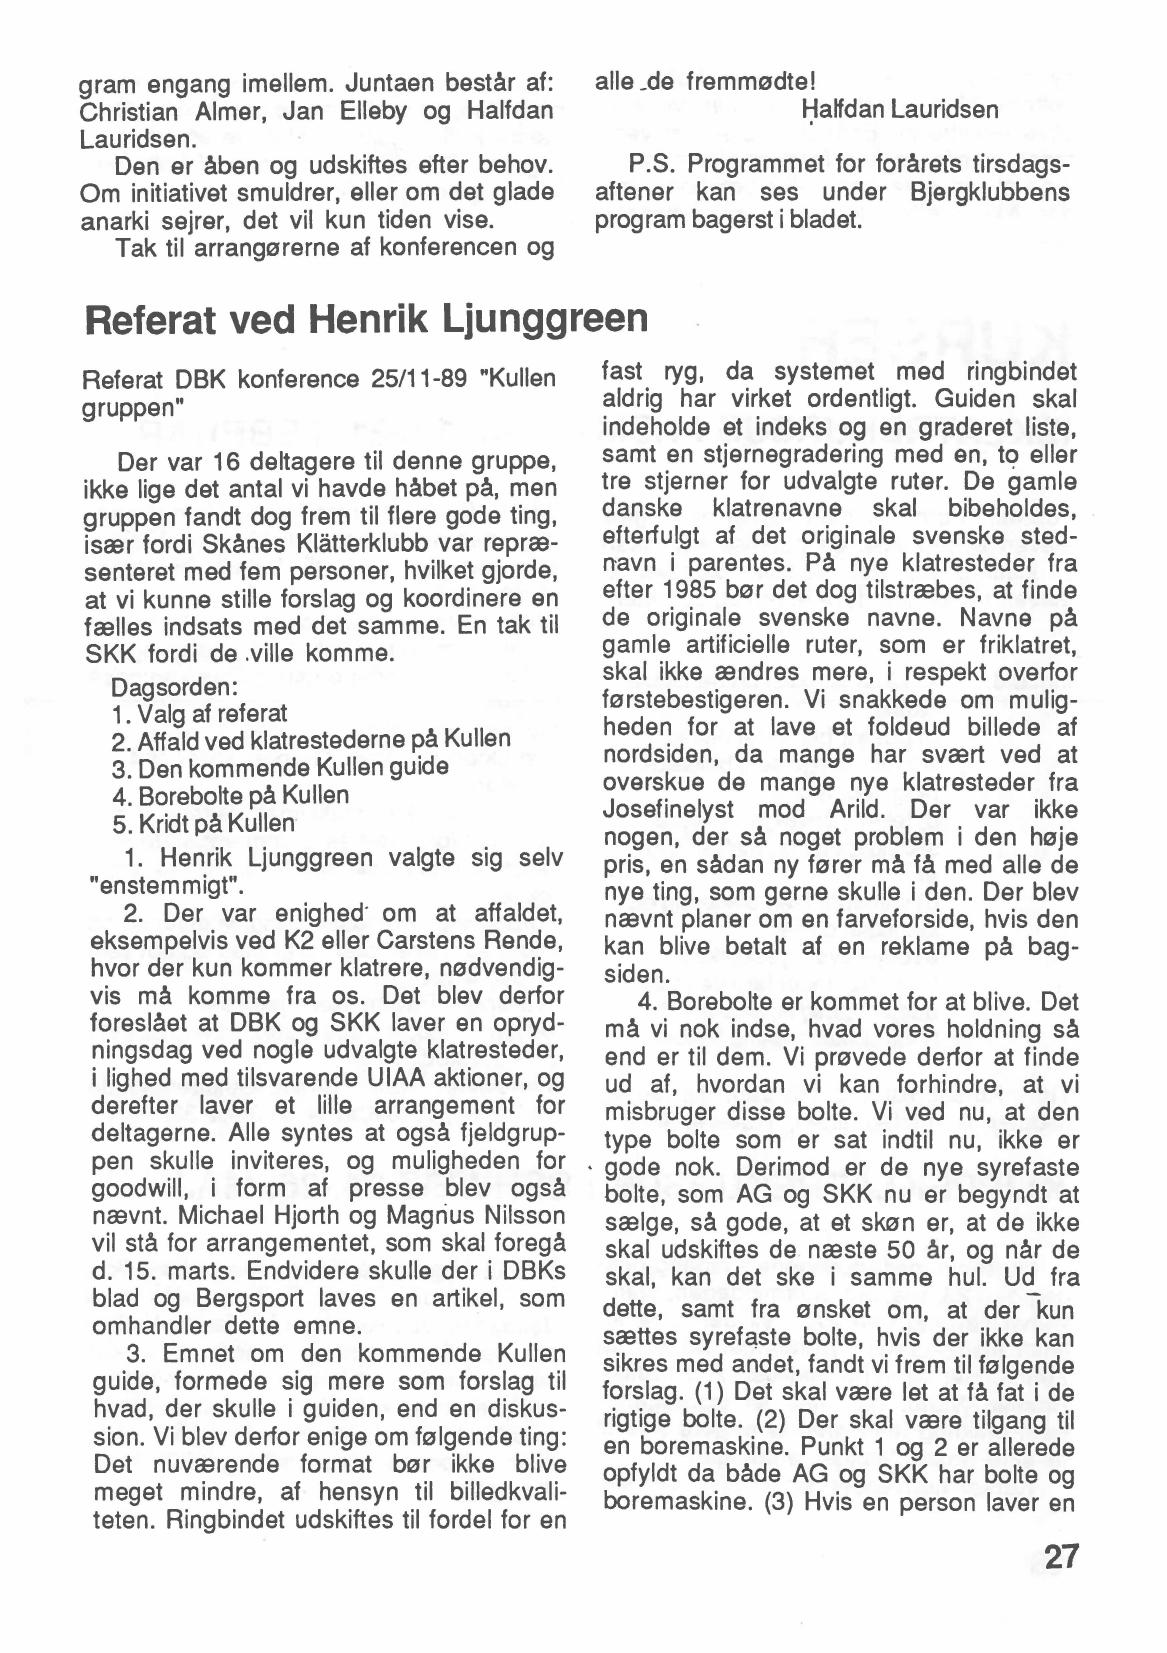 gram engang imellem. Juntaen består af:
Christian Almer, Jan Elleby og Halfdan
Lauridsen.
Den er åben og udskiftes efter behov.
Om initiativet smuldrer, eller om det glade
anarki sejrer, det vil kun tiden vise.
Tak til arrangørerne af konferencen og
alle de fremmødte!
Halfdan Lauridsen
P.S. Programmet for forårets tirsdags-
aftener kan ses under Bjergklubbens
program bagerst i bladet.
Referat ved Henrik Ljunggreen
Referat DBK konference 25/11-89 "Kullen
gruppen"
Der var 16 deltagere til denne gruppe,
ikke lige det antal vi havde håbet på, men
gruppen fandt dog frem til flere gode ting,
især fordi Skånes Klätterklubb var repræ-
senteret med fem personer, hvilket gjorde,
at vi kunne stille forslag og koordinere en
fælles indsats med det samme. En tak til
SKK fordi de ville komme.
Dagsorden:
1. Valg af referat
2. Affald ved klatrestederne på Kullen
3. Den kommende Kullen guide
4. Borebolte på Kullen
5. Kridt på Kullen
1. Henrik Ljunggreen valgte sig selv
"enstemmigt".
2. Der var enighed om at affaldet,
eksempelvis ved K2 eller Carstens Rende,
hvor der kun kommer klatrere, nødvendig-
vis må komme fra os. Det blev derfor
foreslået at DBK og SKK laver en opryd-
ningsdag ved nogle udvalgte klatresteder,
i lighed med tilsvarende UIAA aktioner, og
derefter laver et lille arrangement for
deltagerne. Alle syntes at også fjeldgrup-
pen skulle inviteres, og muligheden for
goodwill, i form af presse blev også
nævnt. Michael Hjorth og Magnus Nilsson
vil stå for arrangementet, som skal foregå
d. 15. marts. Endvidere skulle der i DBKs
blad og Bergsport laves en artikel, som
omhandler dette emne.
3. Emnet om den kommende Kullen
guide, formede sig mere som forslag til
hvad, der skulle i guiden, end en diskus-
sion. Vi blev derfor enige om følgende ting:
Det nuværende format bør ikke blive
meget mindre, af hensyn til billedkvali-
teten. Ringbindet udskiftes til fordel for en
fast ryg, da systemet med ringbindet
aldrig har virket ordentligt. Guiden skal
indeholde et indeks og en graderet liste,
samt en stjernegradering med en, to eller
tre stjerner for udvalgte ruter. De gamle
danske klatrenavne skal bibeholdes,
efterfulgt af det originale svenske sted-
navn i parentes. På nye klatresteder fra
efter 1985 bør det dog tilstræbes, at finde
de originale svenske navne. Navne på
gamle artificielle ruter, som er friklatret,
skal ikke ændres mere, i respekt overfor
førstebestigeren. Vi snakkede om mulig-
heden for at lave et foldeud billede af
nordsiden, da mange har svært ved at
overskue de mange nye klatresteder fra
Josefinelyst mod Arild. Der var ikke
nogen, der så noget problem i den høje
pris, en sådan ny fører må få med alle de
nye ting, som gerne skulle i den. Der blev
nævnt planer om en farveforside, hvis den
kan blive betalt af en reklame på bag-
siden.
4. Borebolte er kommet for at blive. Det
må vi nok indse, hvad vores holdning så
end er til dem. Vi prøvede derfor at finde
ud af, hvordan vi kan forhindre, at vi
misbruger disse bolte. Vi ved nu, at den
type bolte som er sat indtil nu, ikke er
gode nok. Derimod er de nye syrefaste
bolte, som AG og SKK nu er begyndt at
sælge, så gode, at et skøn er, at de ikke
skal udskiftes de næste 50 år, og når de
skal, kan det ske i samme hul. Ud fra
dette, samt fra ønsket om, at der kun
sættes syrefaste bolte, hvis der ikke kan
sikres med andet, fandt vi frem til følgende
forslag. (1) Det skal være let at få fat i de
rigtige bolte. (2) Der skal være tilgang til
en boremaskine. Punkt 1 og 2 er allerede
opfyldt da både AG og SKK har bolte og
boremaskine. (3) Hvis en person laver en
27